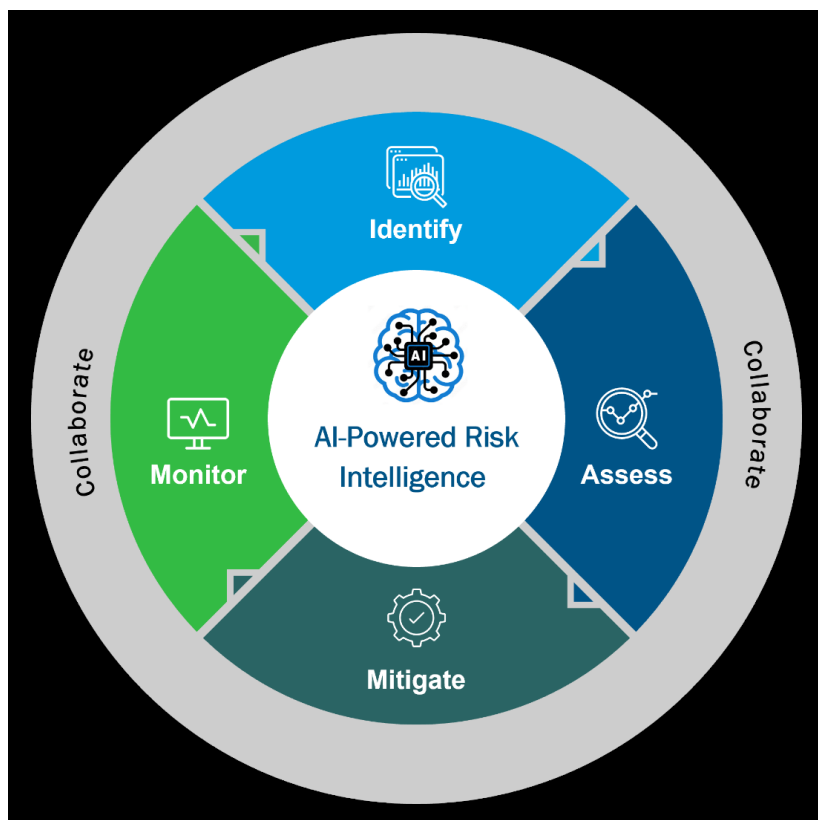 Identify
AI
AI-Powered Risk
Intelligence
Collaborate
Collaborate
Monitor
Assess
Mitigate